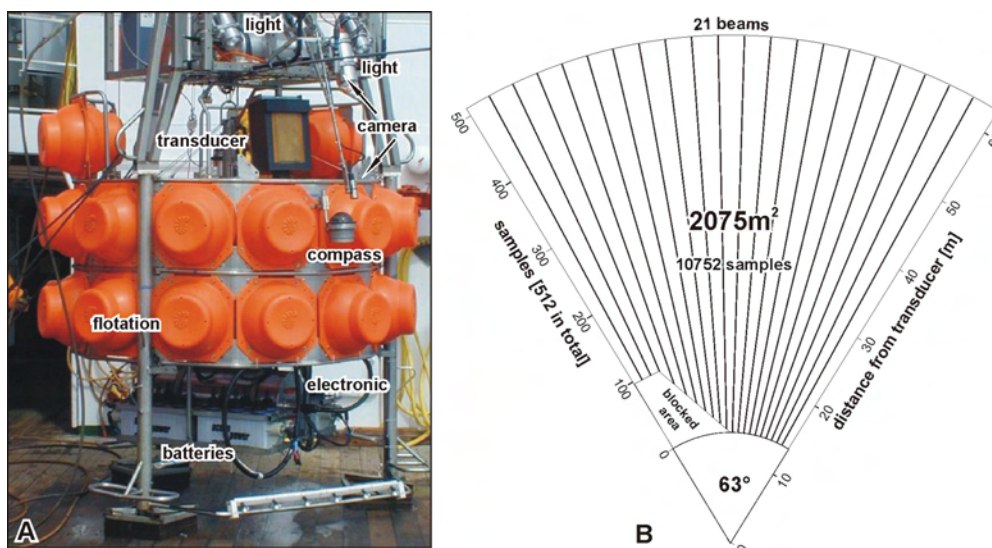 light
light
camera
transducer
compass
flotation
electronic
batteries
A
21 beams
500
400
300
200
100
0
samples [512 in total]
2075m²
10752 samples
50
40
30
20
10
distance from transducer [m]
blocked
area
63°
B